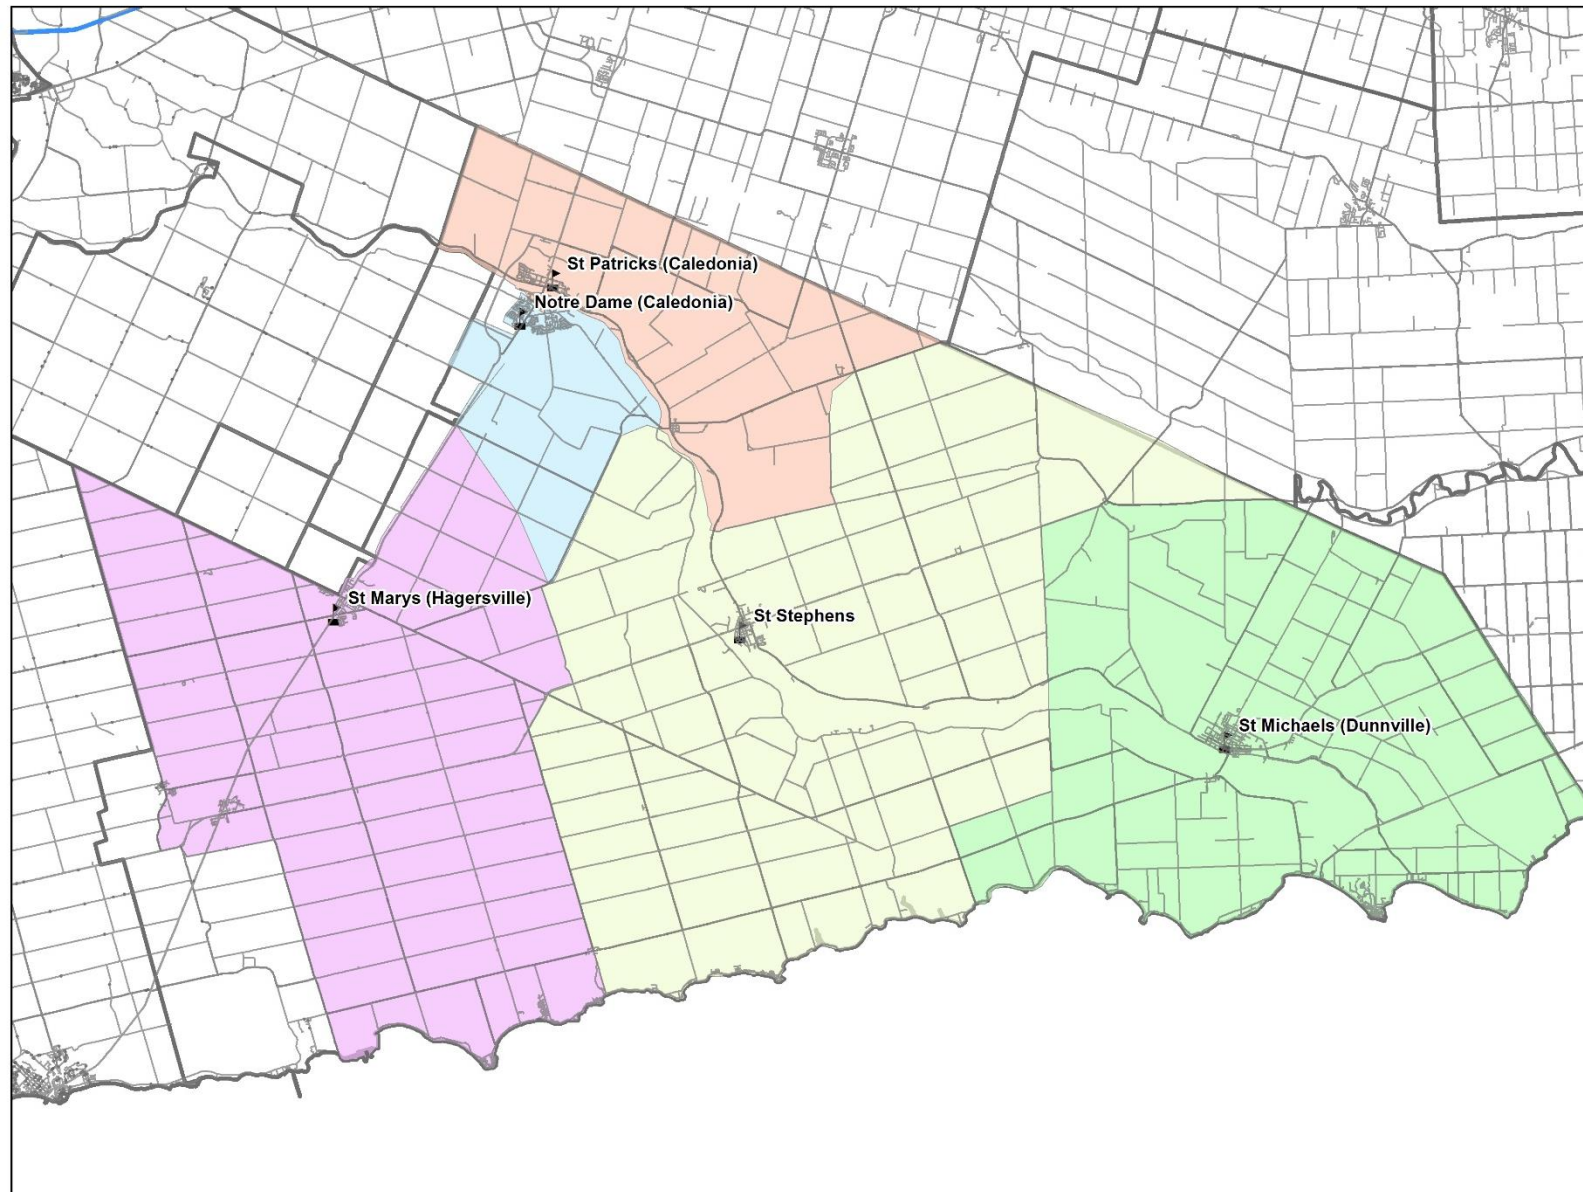 St Patricks (Caledonia)
Notre Dame (Caledonia)
St Marys (Hagersville)
St Stephens
St Michaels (Dunnville)